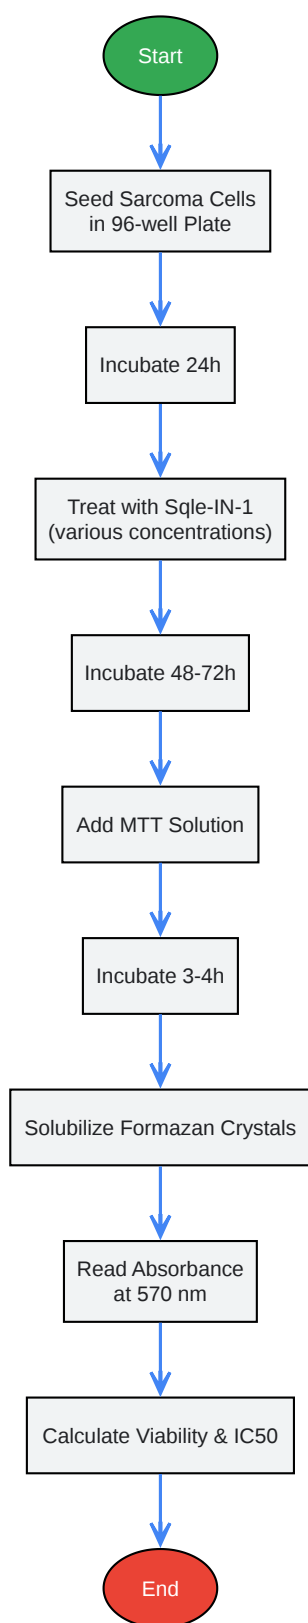 Start
Seed Sarcoma Cells
in 96-well Plate
Incubate 24h
Treat with Sqle-IN-1
(various concentrations)
Incubate 48-72h
Add MTT Solution
Incubate 3-4h
Solubilize Formazan Crystals
Read Absorbance
at 570 nm
Calculate Viability & IC50
End